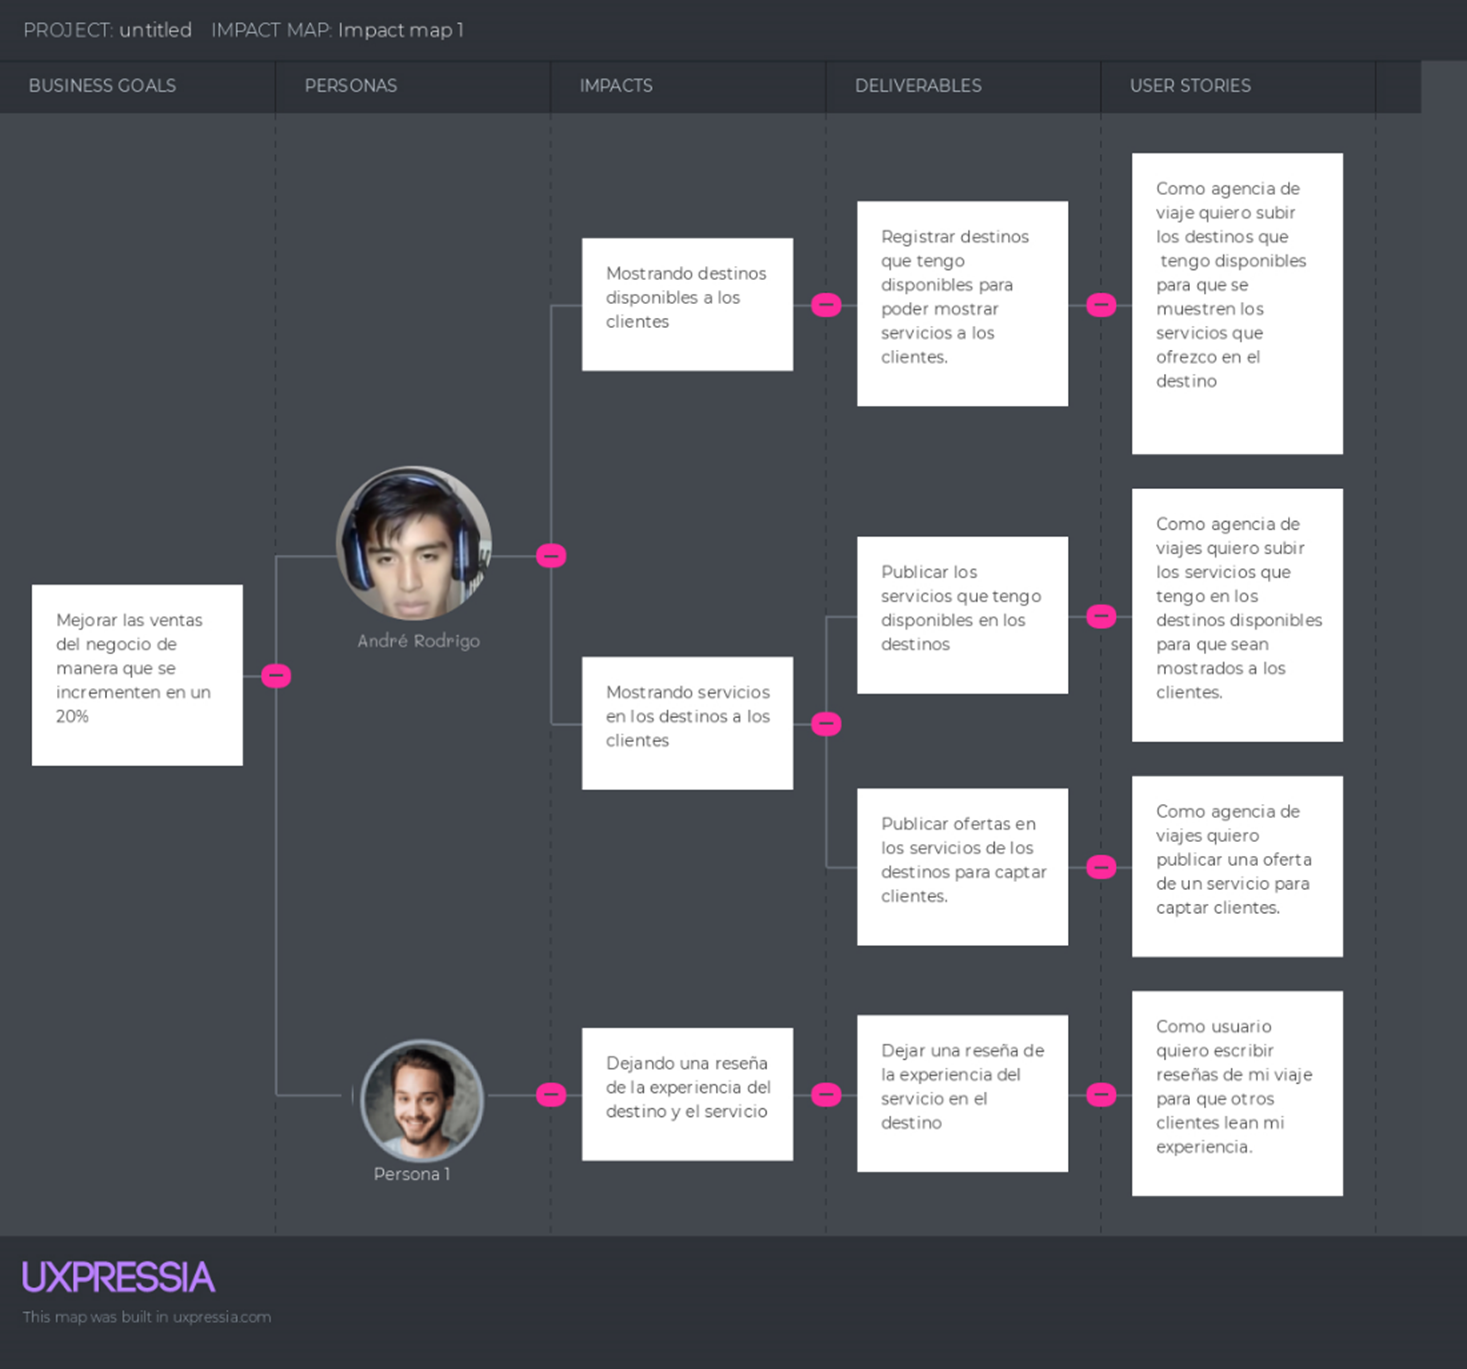 PROJECT: untitled IMPACT MAP: Impact map 1
BUSINESS GOALS
PERSONAS
IMPACTS
DELIVERABLES
USER STORIES
Mejorar las ventas
del negocio de
manera que se
incrementen en un
20%
André Rodrigo
Mostrando destinos
disponibles a los
clientes
Registrar destinos
que tengo
disponibles para
poder mostrar
servicios a los
clientes.
Como agencia de
viaje quiero subir
los destinos que
tengo disponibles
para que se
muestren los
servicios que
ofrezco en el
destino
Mostrando servicios
en los destinos a los
clientes
Publicar los
servicios que tengo
disponibles en los
destinos
Como agencia de
viajes quiero subir
los servicios que
tengo en los
destinos disponibles
para que sean
mostrados a los
clientes.
Publicar ofertas en
los servicios de los
destinos para captar
clientes.
Como agencia de
viajes quiero
publicar una oferta
de un servicio para
captar clientes.
Persona 1
Dejando una reseña
de la experiencia del
destino y el servicio
Dejar una reseña de
la experiencia del
servicio en el
destino
Como usuario
quiero escribir
reseñas de mi viaje
para que otros
clientes lean mi
experiencia.
UXPRESSIA
This map was built in uxpressia.com